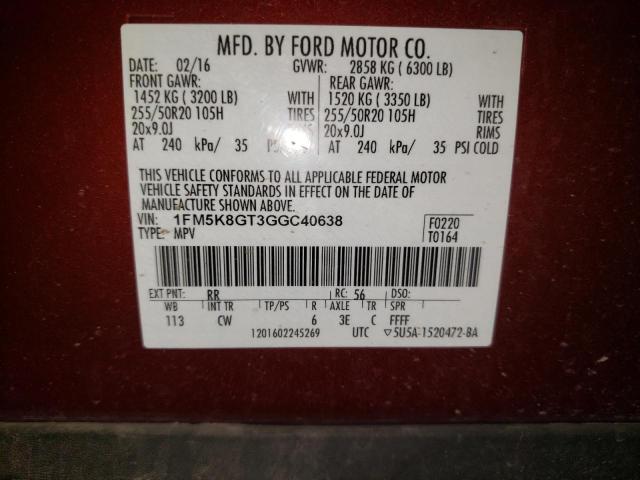 MFD. BY FORD MOTOR CO.
DATE: 02/16 GVWR: 2858 KG ( 6300 LB)
FRONT GAWR: REAR GAWR:
1452 KG ( 3200 LB) WITH 1520 KG ( 3350 LB) WITH
255/50R20 105H TIRES 255/50R20 105H TIRES
20x9.0J 20x9.0J RIMS
AT 240 kPa/ 35 AT 240 kPa/ 35 PSI COLD
THIS VEHICLE CONFORMS TO ALL APPLICABLE FEDERAL MOTOR
VEHICLE SAFETY STANDARDS IN EFFECT ON THE DATE OF
MANUFACTURE SHOWN ABOVE.
VIN: 1FM5K8GT3GGC40638 F0220
TYPE: MPV T0164
EXT PNT: RR RC: 56 DSO:
WB INT TR TP/PS R AXLE TR SPR
113 CW 6 3E C FFFF
1201602245269 UTC ▽5U5A-1520472-BA